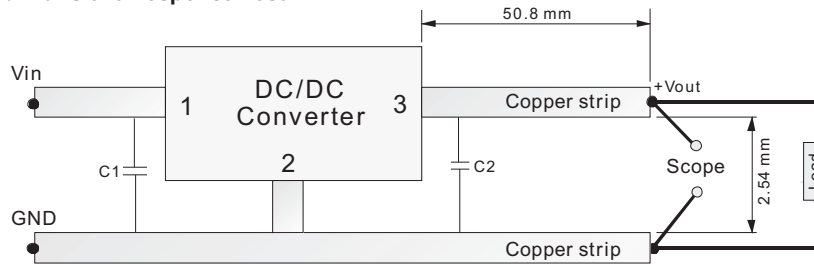 50.8 mm
Vin
DC/DC
Converter
1
2
3
Copper strip
+Vout
C1
C2
Scope
2.54 mm
Load
GND
Copper strip